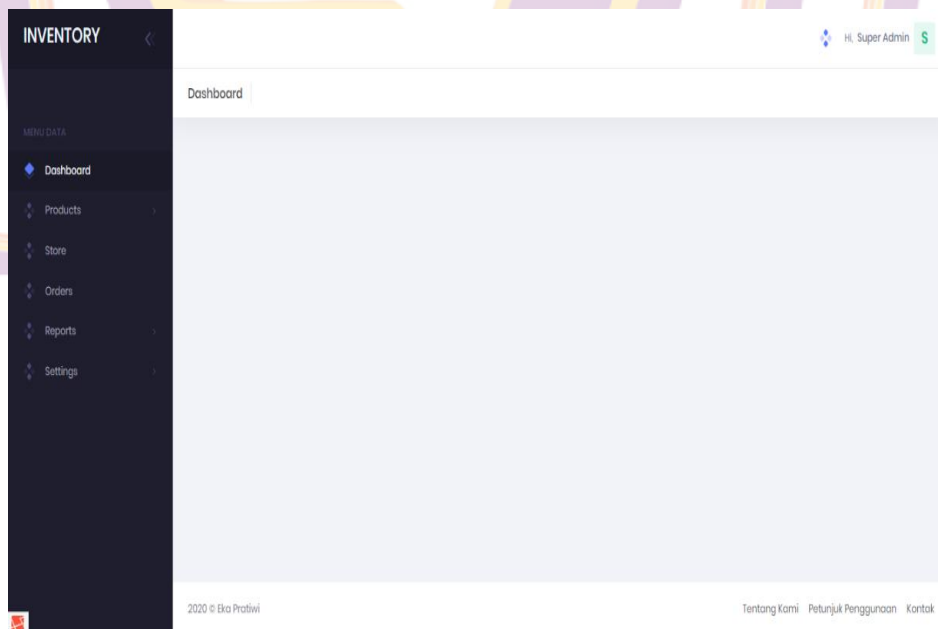 INVENTORY
Hi, Super Admin S
Dashboard
MENU DATA
Dashboard
Products
Store
Orders
Reports
Settings
2020 © Eka Pratiwi
Tentang Kami Petunjuk Penggunaan Kontak